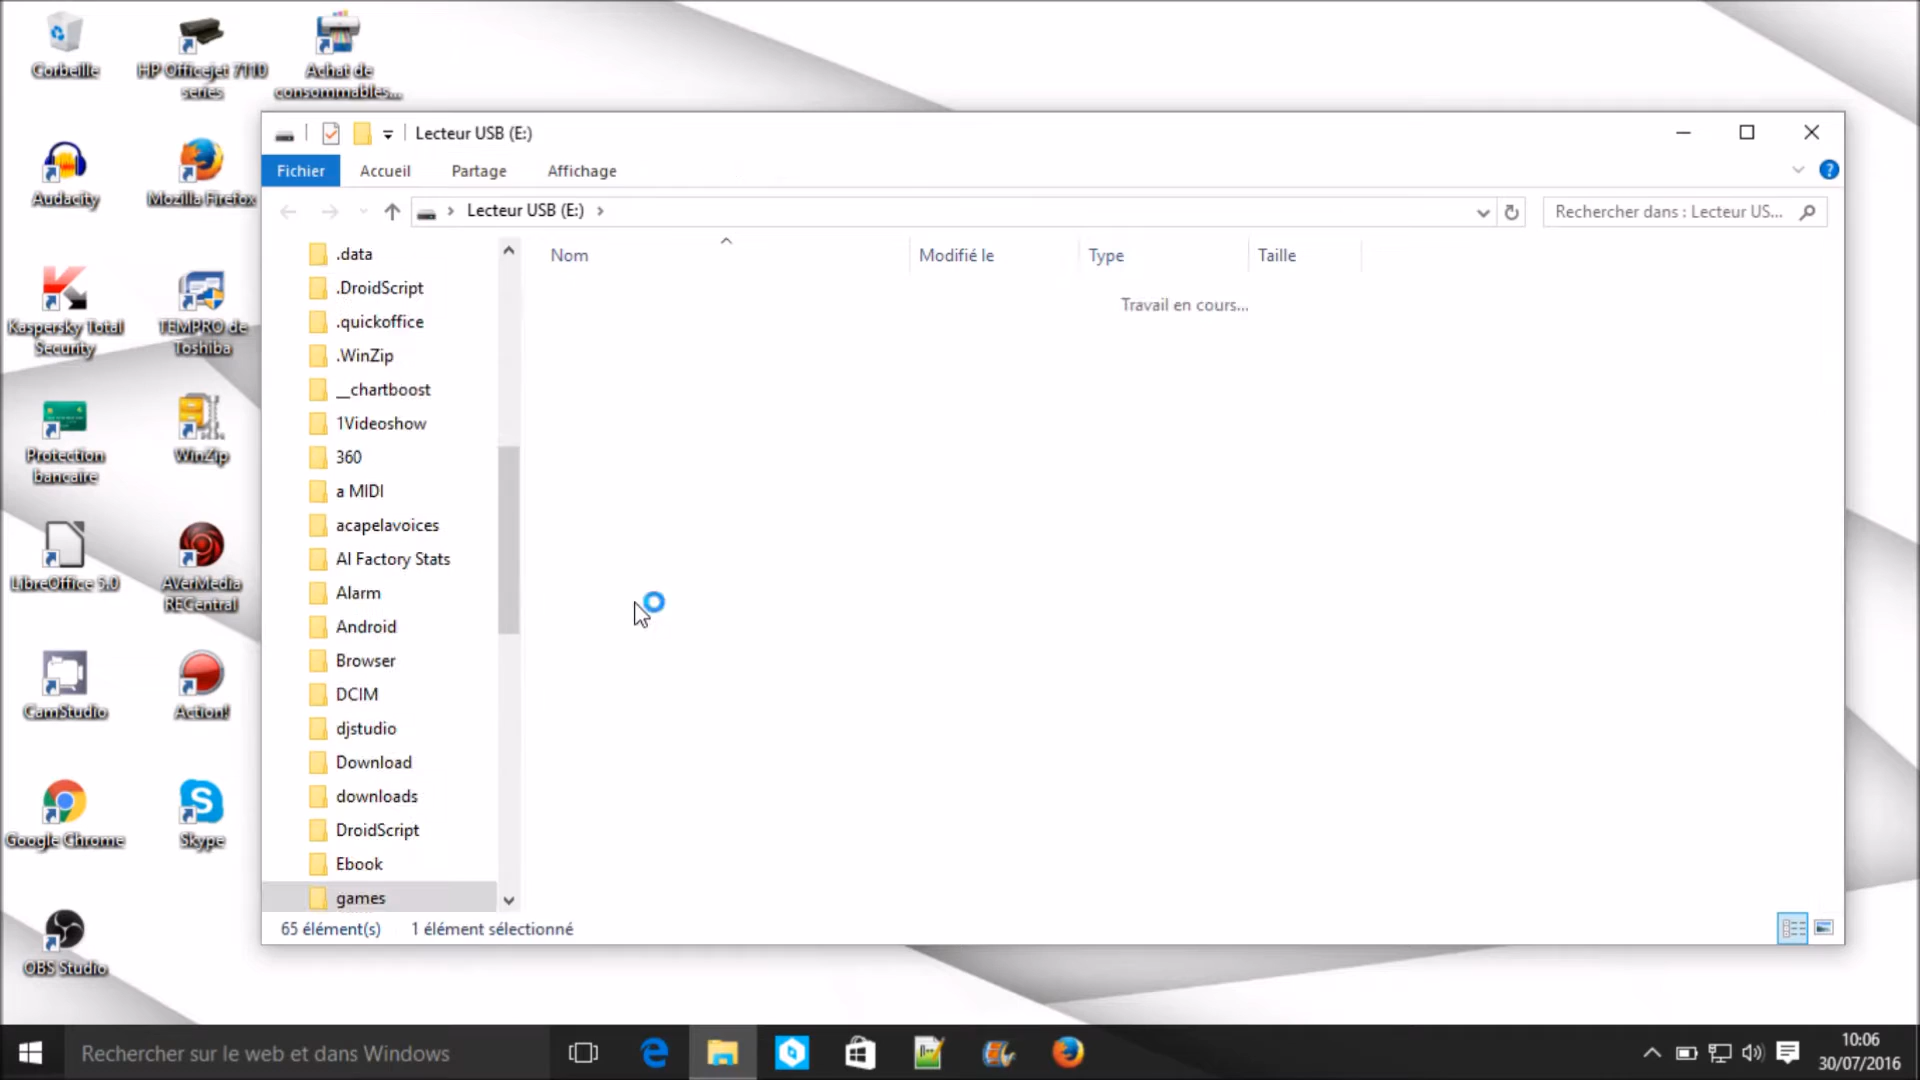 Corbeille
HP Officejet 7110
series
Achat de
consommables...
Audacity
Mozilla Firefox
Kaspersky Total
Security
TEMPRO de
Toshiba
Protection
bancaire
WinZip
LibreOffice 5.0
AVerMedia
RECentral
CamStudio
Action!
Google Chrome
Skype
OBS Studio
Lecteur USB (E:)
Fichier
Accueil
Partage
Affichage
Lecteur USB (E:)
Rechercher dans : Lecteur US...
.data
.DroidScript
.quickoffice
.WinZip
__chartboost
1Videoshow
360
a MIDI
acapelavoices
AI Factory Stats
Alarm
Android
Browser
DCIM
djstudio
Download
downloads
DroidScript
Ebook
games
Nom
Modifié le
Type
Taille
Travail en cours...
65 élément(s)
1 élément sélectionné
Rechercher sur le web et dans Windows
10:06
30/07/2016